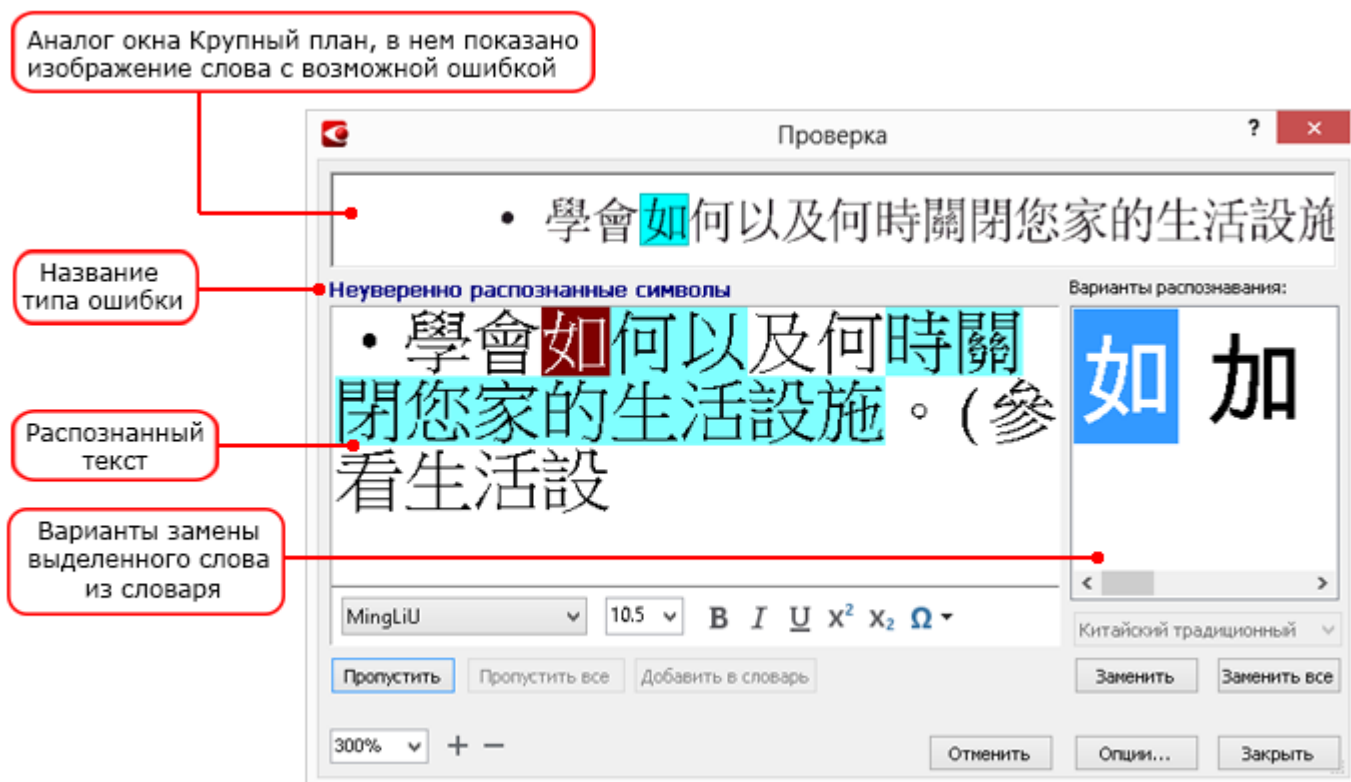 Аналог окна Крупный план, в нем показано
изображение слова с возможной ошибкой
Проверка
?
• 學會如何以及何時關閉您家的生活設施
Название
типа ошибки
Неуверенно распознанные символы
Варианты распознавания:
• 學會如何以及何時關
閉您家的生活設施。(參
看生活設
如 加
Распознанный
текст
Варианты замены
выделенного слова
из словаря
MingLiU 10.5 B I U X² X₂ Ω
Китайский традиционный
Пропустить Пропустить все Добавить в словарь Заменить Заменить все
300% + −
Отменить Опции... Закрыть